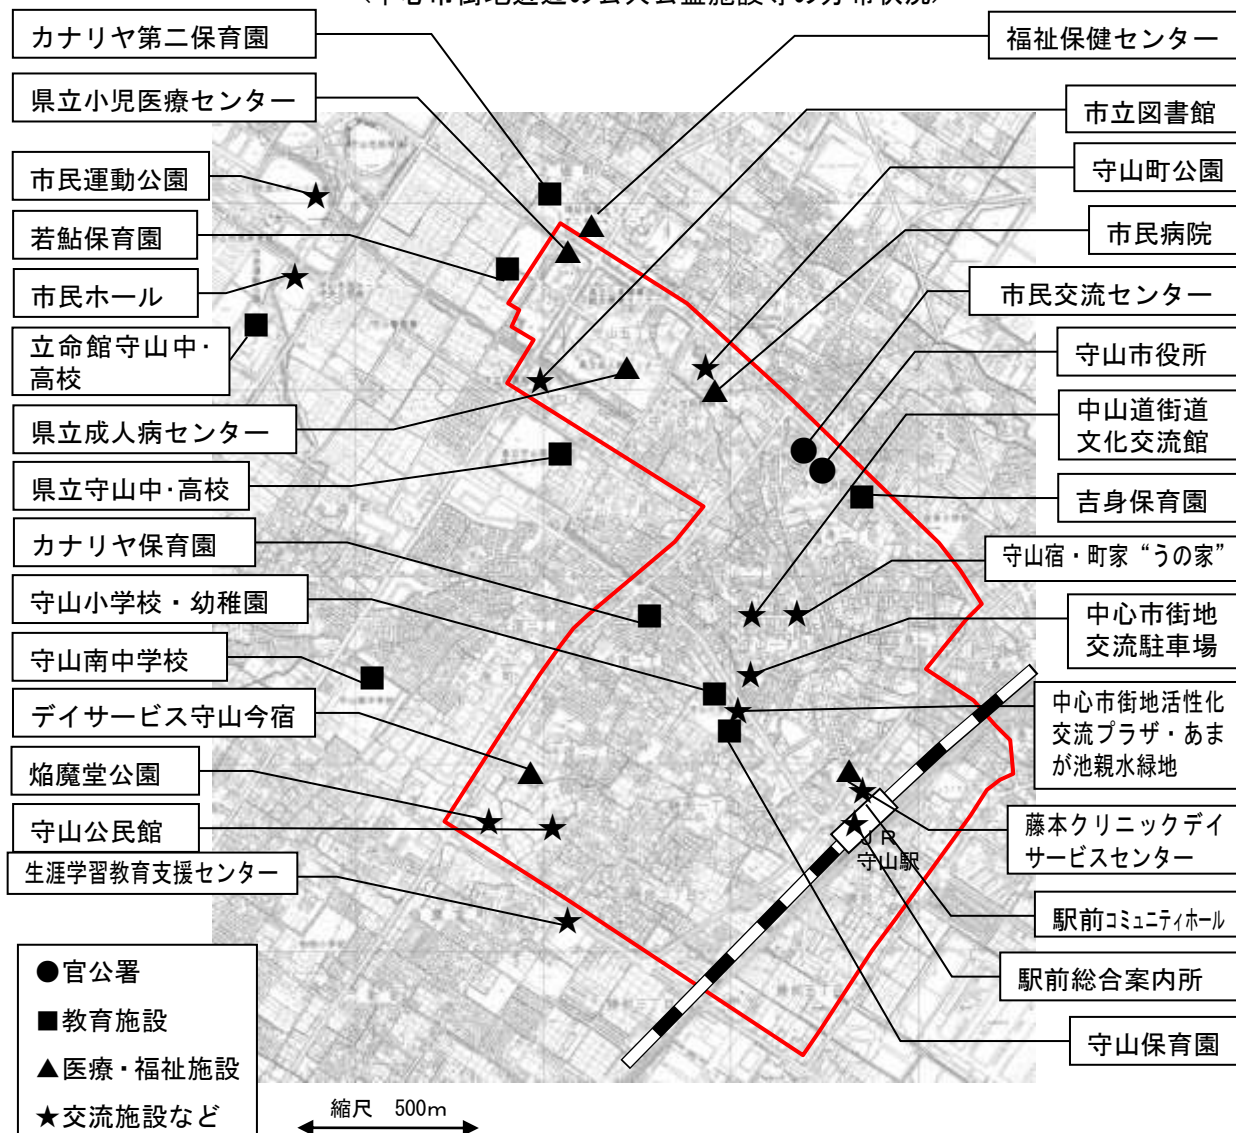 カナリヤ第二保育園
県立小児医療センター
市民運動公園
若鮎保育園
市民ホール
立命館守山中・
高校
県立成人病センター
県立守山中・高校
カナリヤ保育園
守山小学校・幼稚園
守山南中学校
デイサービス守山今宿
焔魔堂公園
守山公民館
生涯学習教育支援センター
福祉保健センター
市立図書館
守山町公園
市民病院
市民交流センター
守山市役所
中山道街道
文化交流館
吉身保育園
守山宿・町家“うの家”
中心市街地
交流駐車場
中心市街地活性化
交流プラザ・あま
が池親水緑地
藤本クリニックデイ
サービスセンター
駅前コミュニティホール
駅前総合案内所
守山保育園
JR
守山駅
●官公署
■教育施設
▲医療・福祉施設
★交流施設など
縮尺 500m